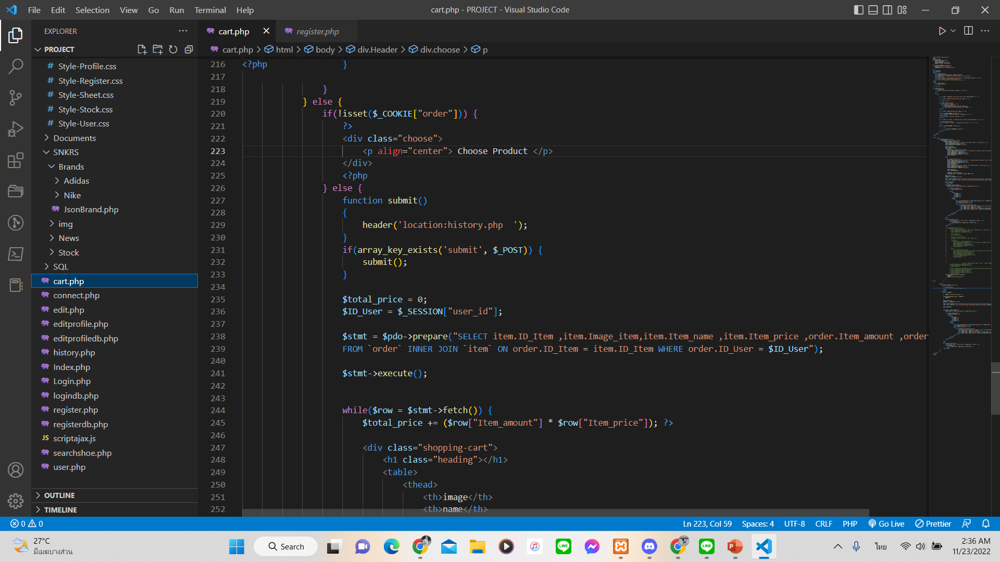 File Edit Selection View Go Run Terminal Help
cart.php - PROJECT - Visual Studio Code
EXPLORER
cart.php
register.php
PROJECT
cart.php > html > body > div.Header > div.choose > p
# Style-Profile.css
# Style-Register.css
# Style-Sheet.css
# Style-Stock.css
# Style-User.css
Documents
SNKRS
Brands
Adidas
Nike
JsonBrand.php
img
News
Stock
SQL
cart.php
connect.php
edit.php
editprofile.php
editprofiledb.php
history.php
Index.php
Login.php
logindb.php
register.php
registerdb.php
JS scriptajax.js
searchshoe.php
user.php
OUTLINE
TIMELINE
216 <?php }
217
218 }
219 } else {
220 if(!isset($_COOKIE["order"])) {
221 ?>
222 <div class="choose">
223 <p align="center"> Choose Product </p>
224 </div>
225 <?php
226 } else {
227 function submit()
228 {
229 header('location:history.php  ');
230 }
231 if(array_key_exists('submit', $_POST)) {
232 submit();
233 }
234
235 $total_price = 0;
236 $ID_User = $_SESSION["user_id"];
237
238 $stmt = $pdo->prepare("SELECT item.ID_Item ,item.Image_item,item.Item_name ,item.Item_price ,order.Item_amount ,order
239 FROM `order` INNER JOIN `item` ON order.ID_Item = item.ID_Item WHERE order.ID_User = $ID_User");
240
241 $stmt->execute();
242
243
244 while($row = $stmt->fetch()) {
245 $total_price += ($row["Item_amount"] * $row["Item_price"]); ?>
246
247 <div class="shopping-cart">
248 <h1 class="heading"></h1>
249 <table>
250 <thead>
251 <th>image</th>
252 <th>name</th>
0 0
Ln 223, Col 59 Spaces: 4 UTF-8 CRLF PHP Go Live Prettier
27°C
มีเมฆบางส่วน
Search
LINE
LINE
ไทย
2:36 AM
11/23/2022